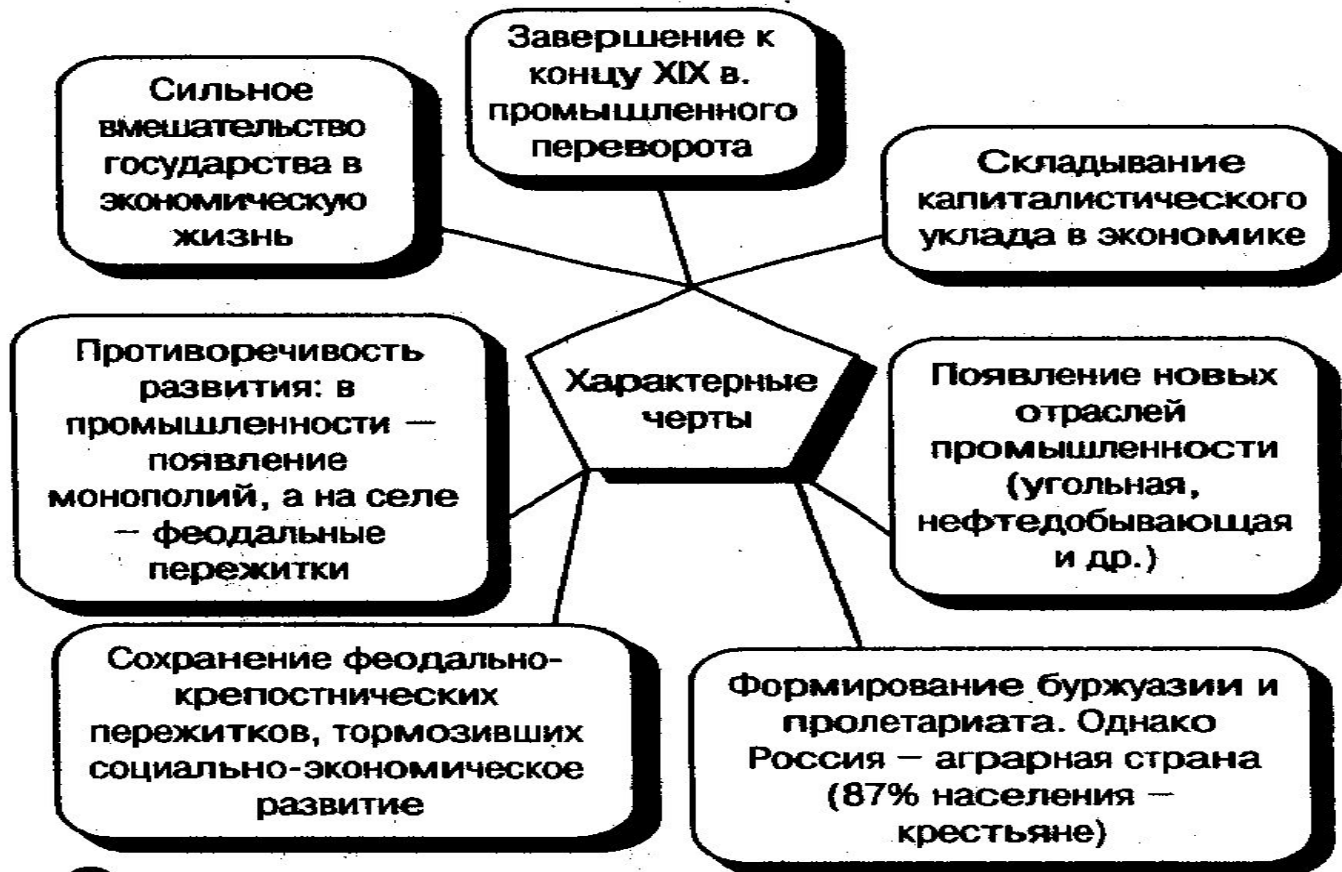 Завершение к
концу XIX в.
промышленного
переворота
Сильное
вмешательство
государства в
экономическую
жизнь
Складывание
капиталистического
уклада в экономике
Противоречивость
развития: в
промышленности —
появление
монополий, а на селе
— феодальные
пережитки
Характерные
черты
Появление новых
отраслей
промышленности
(угольная,
нефтедобывающая
и др.)
Сохранение феодально-
крепостнических
пережитков, тормозивших
социально-экономическое
развитие
Формирование буржуазии и
пролетариата. Однако
Россия — аграрная страна
(87% населения —
крестьяне)